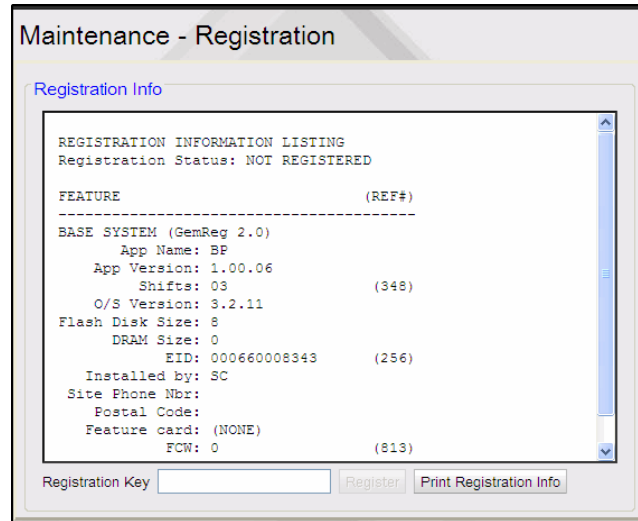 Maintenance - Registration
Registration Info
REGISTRATION INFORMATION LISTING
Registration Status: NOT REGISTERED
FEATURE (REF#)
----------------------------------------
BASE SYSTEM (GemReg 2.0)
App Name: BP
App Version: 1.00.06
Shifts: 03 (348)
O/S Version: 3.2.11
Flash Disk Size: 8
DRAM Size: 0
EID: 000660008343 (256)
Installed by: SC
Site Phone Nbr:
Postal Code:
Feature card: (NONE)
FCW: 0 (813)
Registration Key Register Print Registration Info